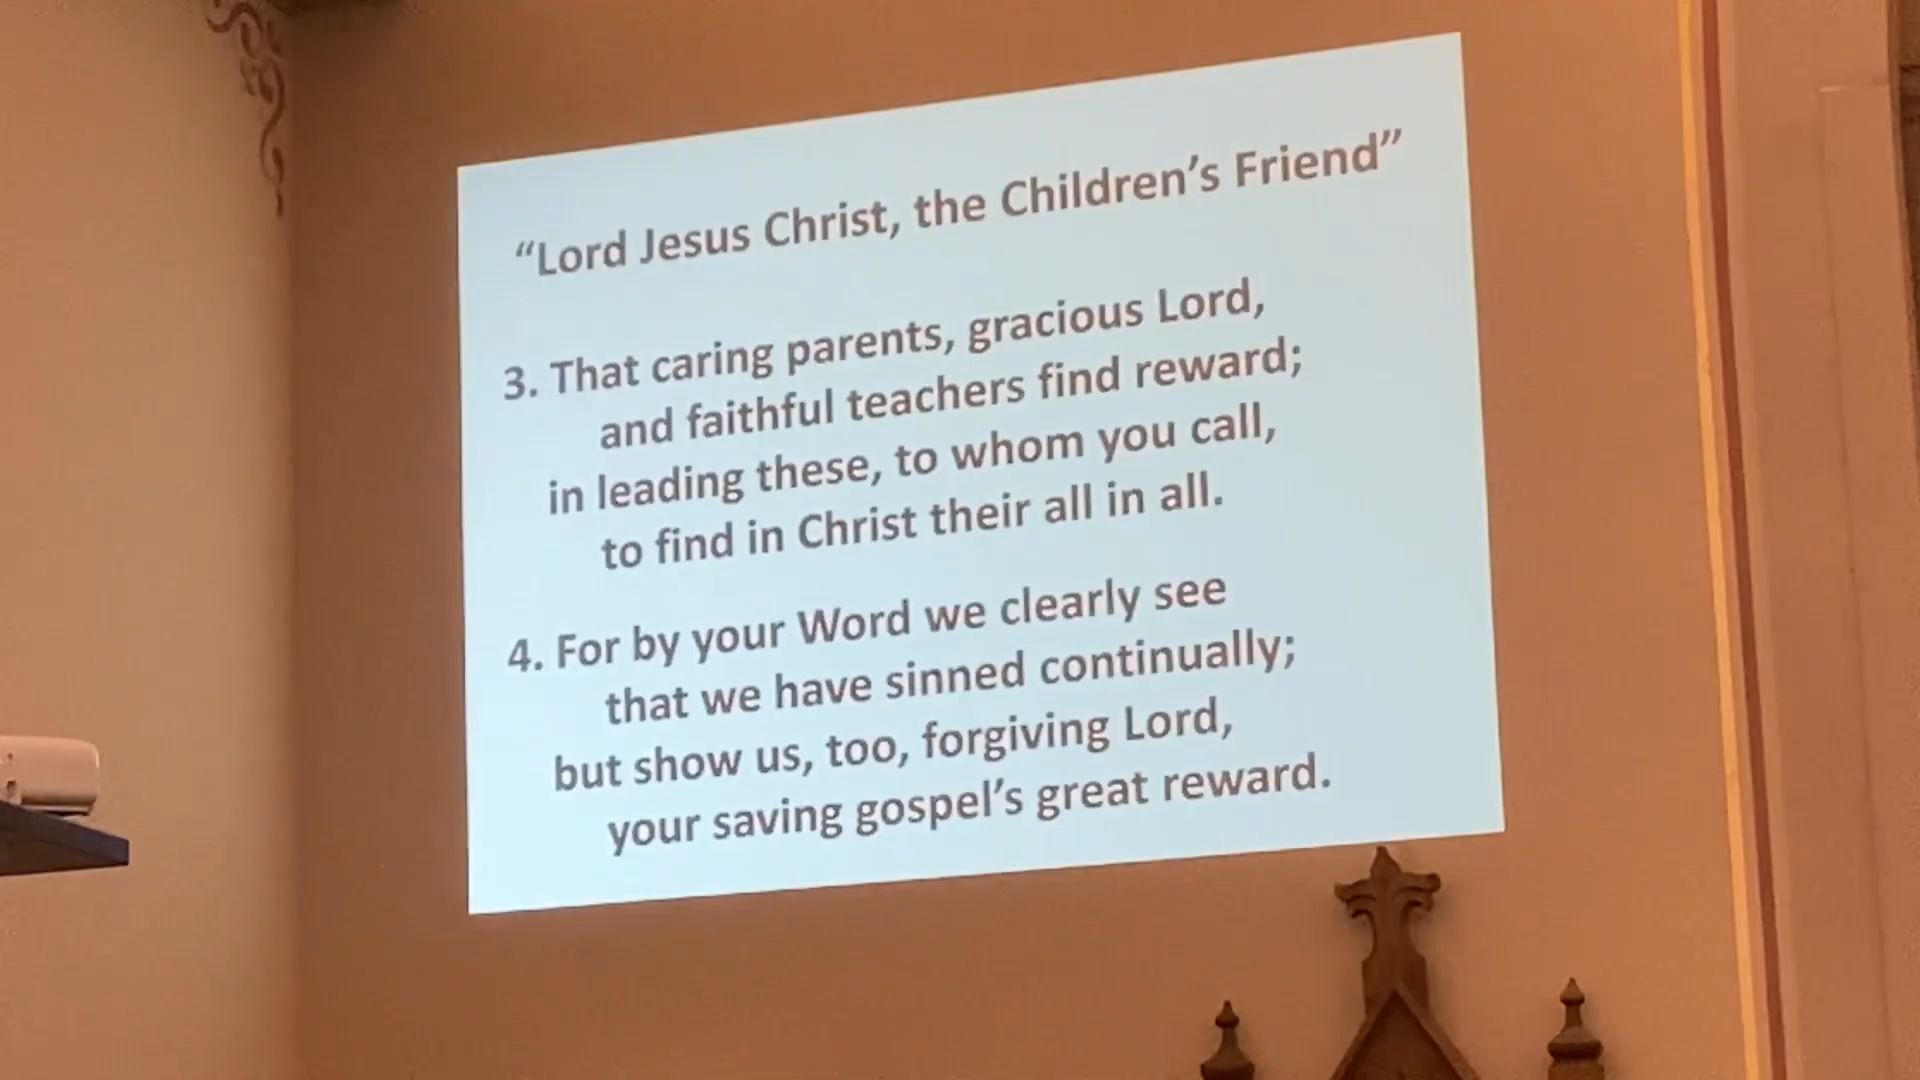 “Lord Jesus Christ, the Children’s Friend”
3. That caring parents, gracious Lord,
and faithful teachers find reward;
in leading these, to whom you call,
to find in Christ their all in all.
4. For by your Word we clearly see
that we have sinned continually;
but show us, too, forgiving Lord,
your saving gospel’s great reward.